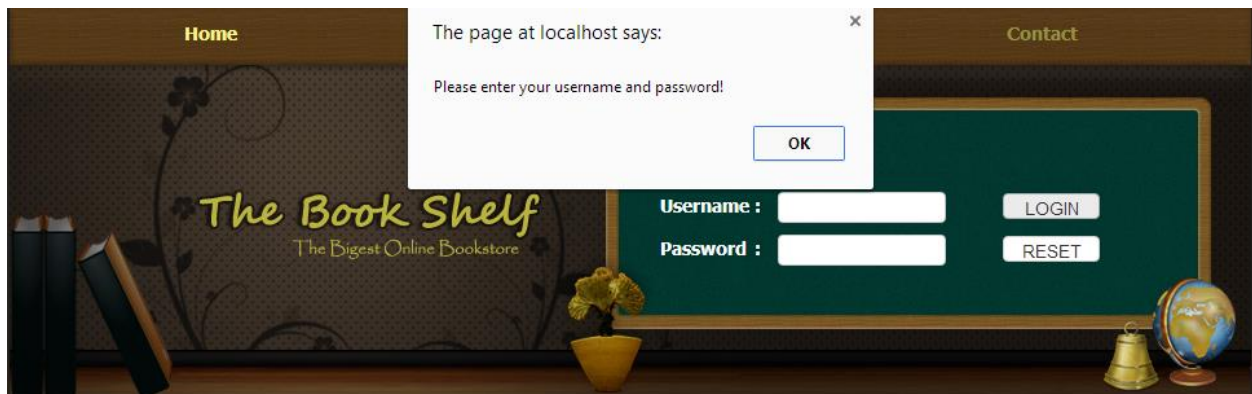 Home
The page at localhost says:
×
Contact
Please enter your username and password!
OK
The Book Shelf
The Bigest Online Bookstore
Username :
LOGIN
Password :
RESET